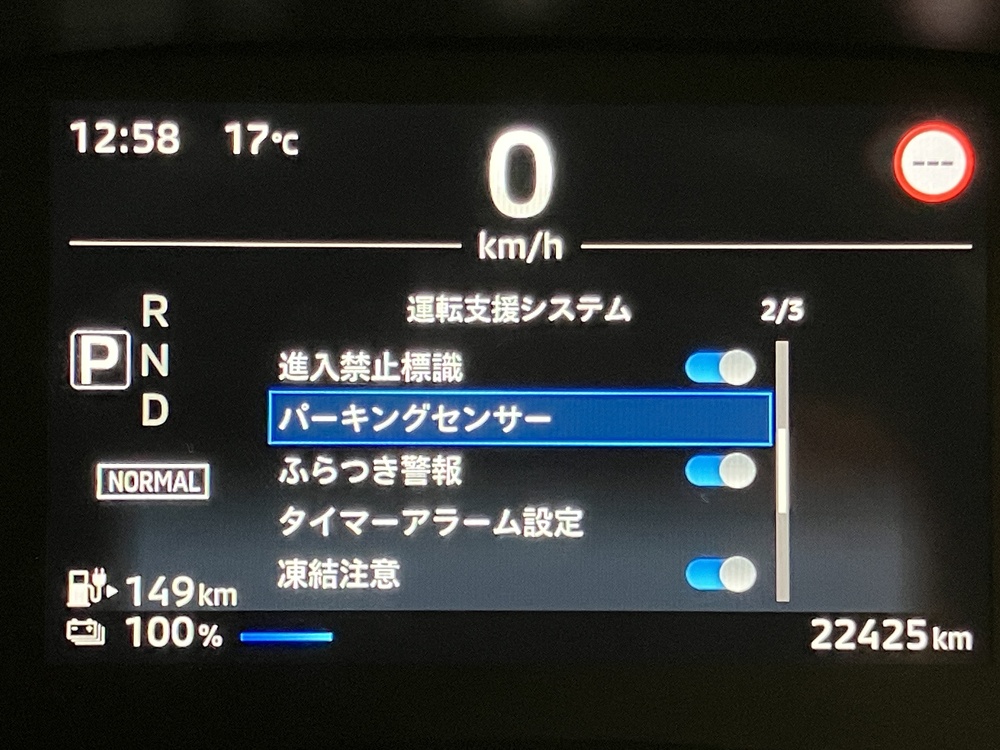 12:58 17℃
0
km/h
---
運転支援システム 2/3
R
P N
D
進入禁止標識
パーキングセンサー
ふらつき警報
NORMAL
タイマーアラーム設定
凍結注意
149km
100%
22425km